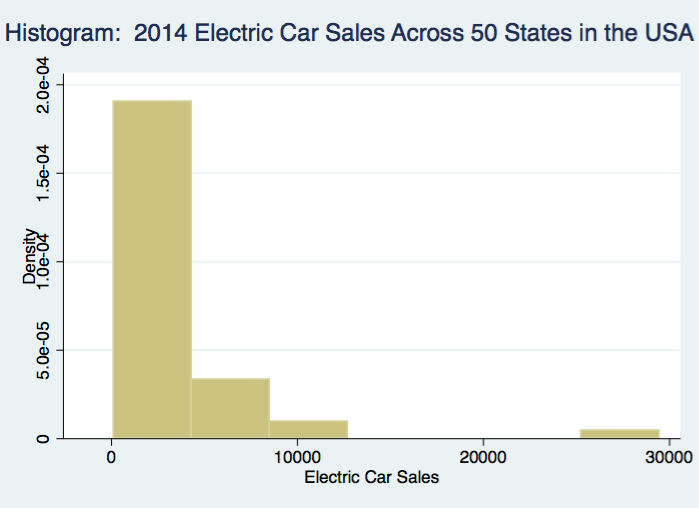 Histogram:  2014 Electric Car Sales Across 50 States in the USA
2.0e-04
1.5e-04
1.0e-04
5.0e-05
0
Density
0 10000 20000 30000
Electric Car Sales